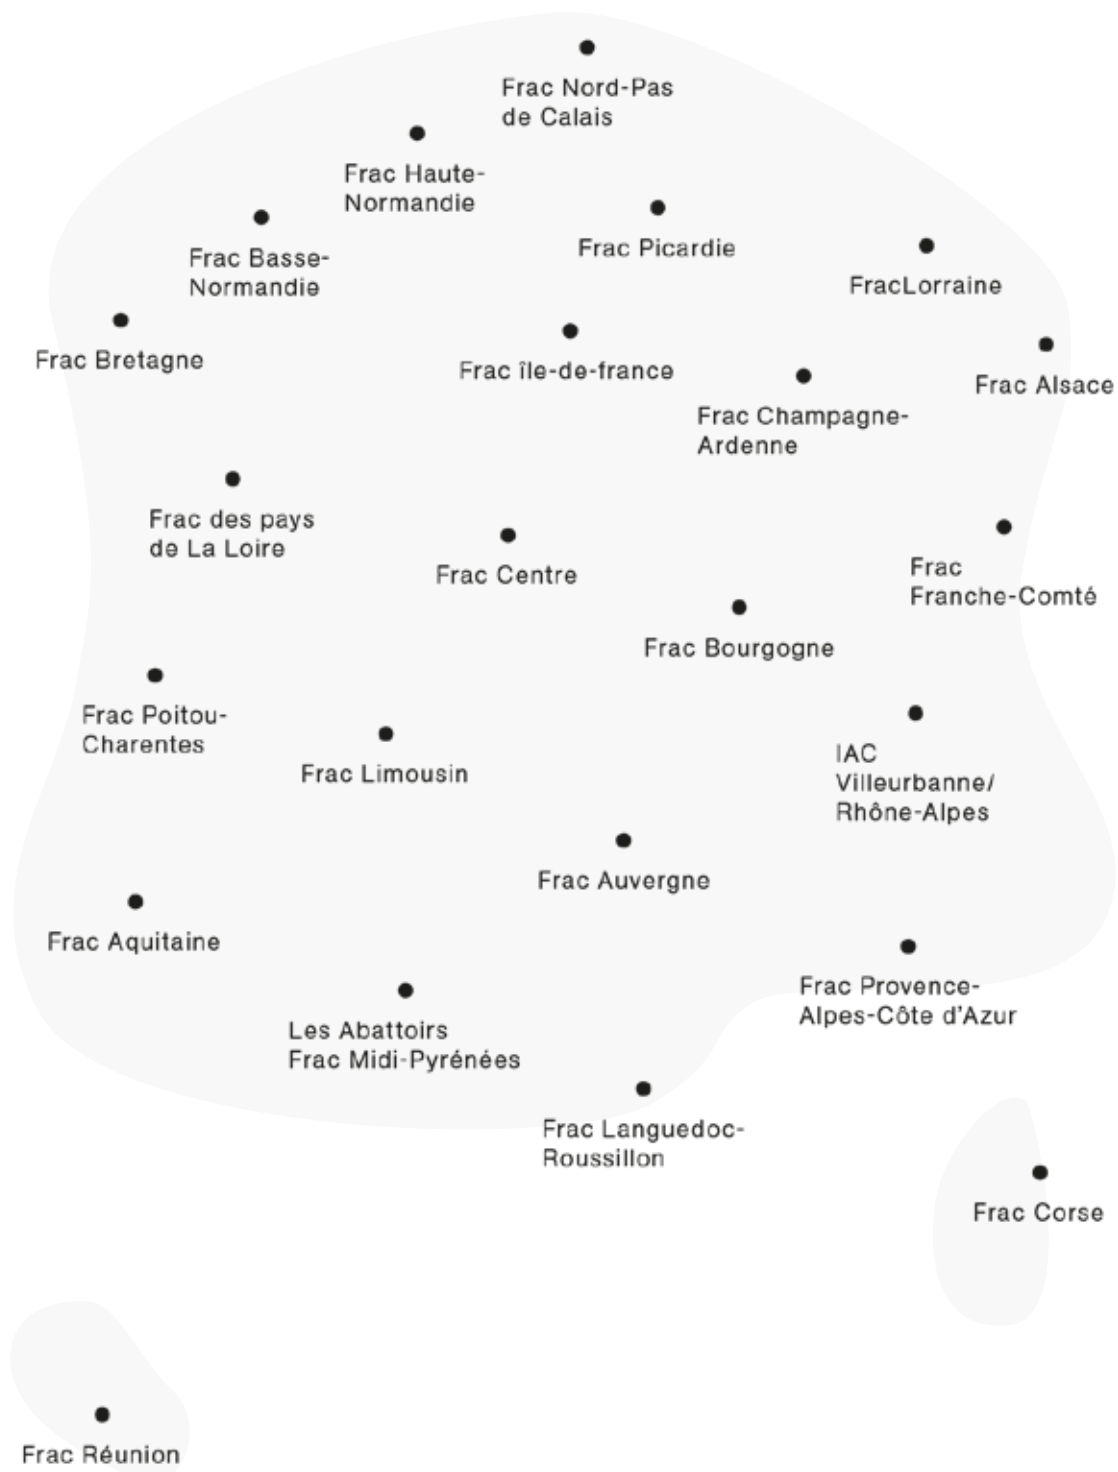 Frac Nord-Pas
de Calais
Frac Haute-
Normandie
Frac Picardie
Frac Basse-
Normandie
FracLorraine
Frac Bretagne
Frac île-de-france
Frac Alsace
Frac Champagne-
Ardenne
Frac des pays
de La Loire
Frac Centre
Frac
Franche-Comté
Frac Bourgogne
Frac Poitou-
Charentes
Frac Limousin
IAC
Villeurbanne/
Rhône-Alpes
Frac Auvergne
Frac Aquitaine
Frac Provence-
Alpes-Côte d'Azur
Les Abattoirs
Frac Midi-Pyrénées
Frac Languedoc-
Roussillon
Frac Corse
Frac Réunion